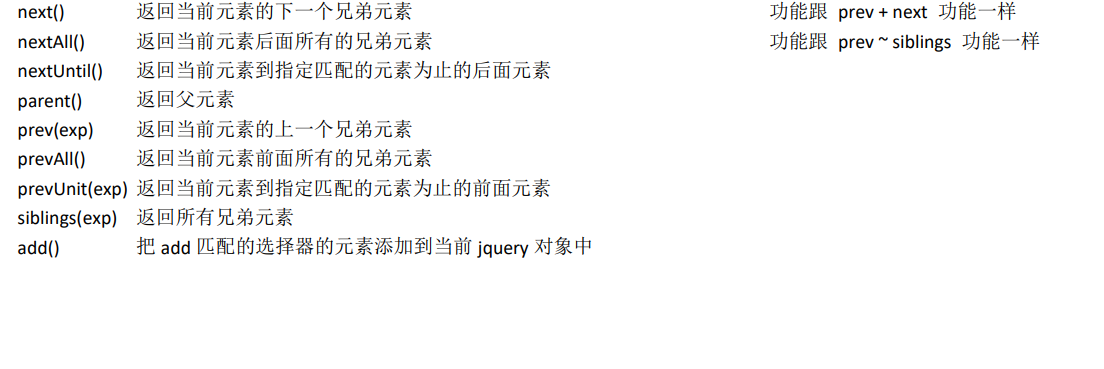 next() 返回当前元素的下一个兄弟元素 功能跟 prev + next 功能一样
nextAll() 返回当前元素后面所有的兄弟元素 功能跟 prev ~ siblings 功能一样
nextUntil() 返回当前元素到指定匹配的元素为止的后面元素
parent() 返回父元素
prev(exp) 返回当前元素的上一个兄弟元素
prevAll() 返回当前元素前面所有的兄弟元素
prevUnit(exp) 返回当前元素到指定匹配的元素为止的前面元素
siblings(exp) 返回所有兄弟元素
add() 把 add 匹配的选择器的元素添加到当前 jquery 对象中